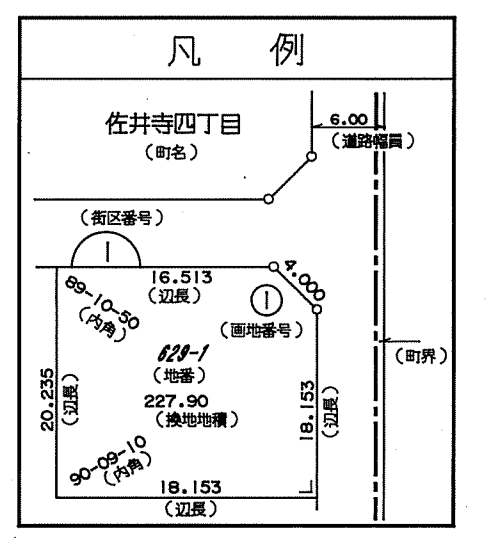 凡 例
佐井寺四丁目
(町名)
6.00
(道路幅員)
(街区番号)
1
16.513
(辺長)
4.000
89-10-50
(内角)
1
(画地番号)
(町界)
629-1
(地番)
20.235
(辺長)
227.90
(換地地積)
18.153
(辺長)
90-09-10
(内角)
18.153
(辺長)